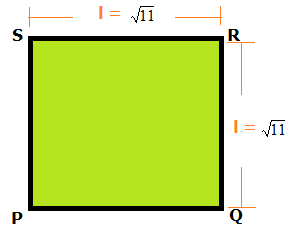 l = √11
S R
l = √11
P Q